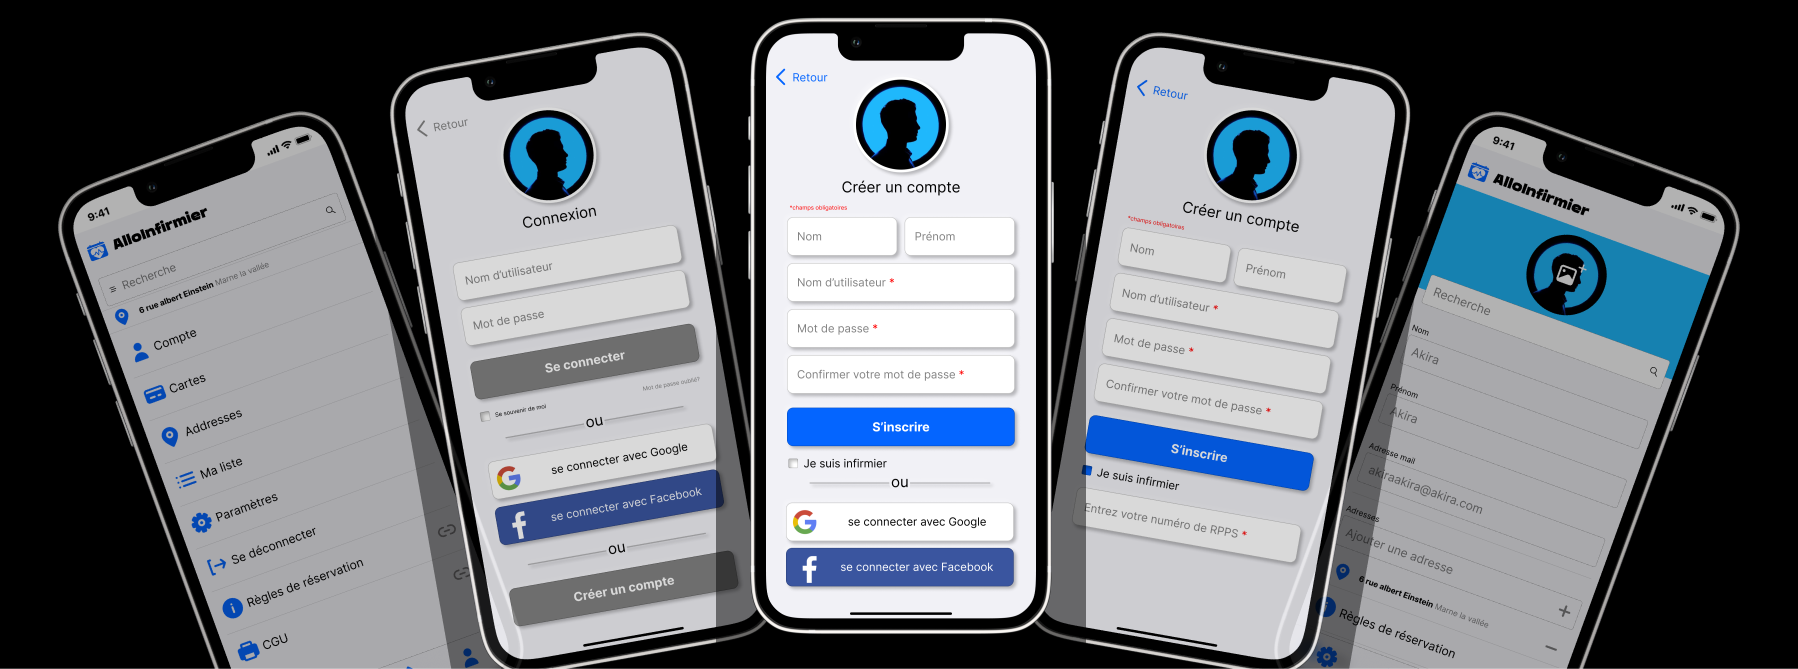 9:41
AlloInfirmier
Recherche
6 rue albert Einstein Marne la vallée
Compte
Cartes
Addresses
Ma liste
Paramètres
Se déconnecter
Règles de réservation
CGU
Retour
Connexion
Nom d'utilisateur
Mot de passe
Se connecter
Mot de passe oublié?
Se souvenir de moi
ou
se connecter avec Google
se connecter avec Facebook
ou
Créer un compte
Retour
Créer un compte
*champs obligatoires
Nom Prénom
Nom d'utilisateur *
Mot de passe *
Confirmer votre mot de passe *
S'inscrire
Je suis infirmier
ou
se connecter avec Google
se connecter avec Facebook
Retour
Créer un compte
*champs obligatoires
Nom Prénom
Nom d'utilisateur *
Mot de passe *
Confirmer votre mot de passe *
S'inscrire
Je suis infirmier
Entrez votre numéro de RPPS *
9:41
AlloInfirmier
Recherche
Nom
Akira
Prénom
Akira
Adresse mail
akiraakira@akira.com
Adresses
Ajouter une adresse
6 rue albert Einstein Marne la vallée
Règles de réservation